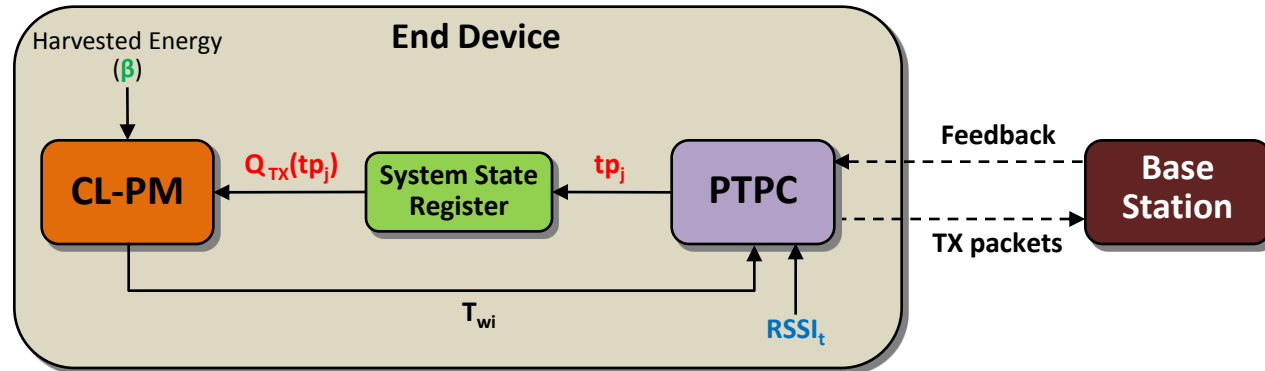 End Device
Harvested Energy
(β)
CL-PM
Q_TX(tp_j)
System State
Register
tp_j
PTPC
Feedback
TX packets
Base
Station
T_wi
RSSI_t